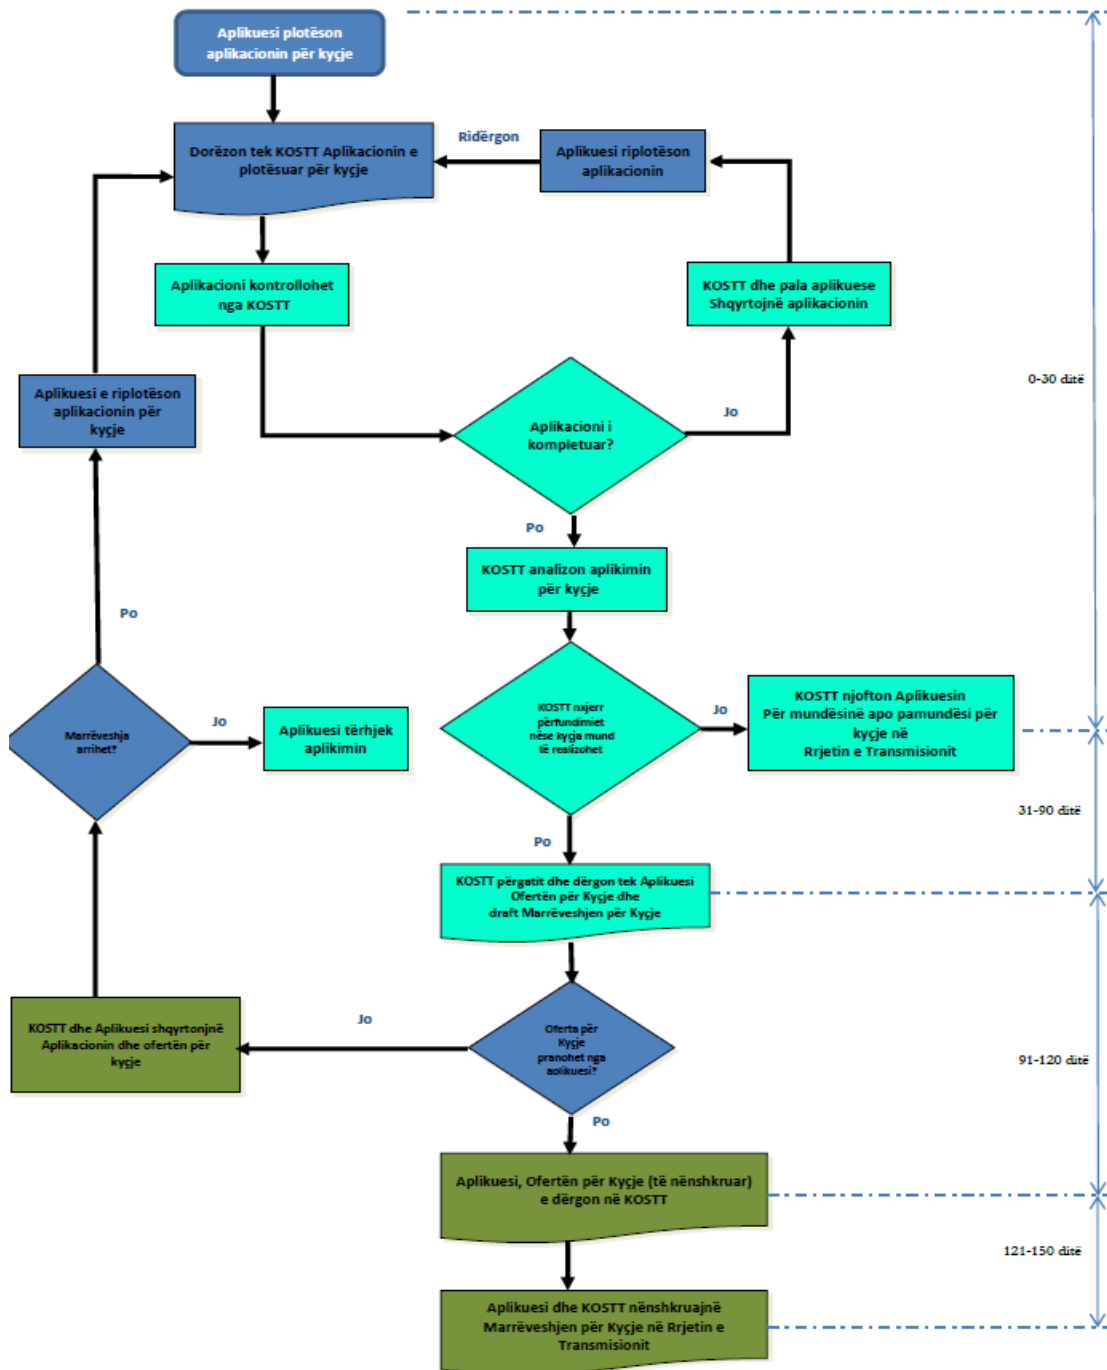 Aplikuesi plotëson
aplikacionin për kyçje
Dorëzon tek KOSTT Aplikacionin e
plotësuar për kyçje
Ridërgon
Aplikuesi riplotëson
aplikacionin
Aplikacioni kontrollohet
nga KOSTT
KOSTT dhe pala aplikuese
Shqyrtojnë aplikacionin
0-30 ditë
Aplikuesi e riplotëson
aplikacionin për
kyçje
Aplikacioni i
kompletuar?
Jo
Po
KOSTT analizon aplikimin
për kyçje
Po
Marrëveshja
arrihet?
Jo
Aplikuesi tërhjek
aplikimin
KOSTT nxjerr
përfundimiet
nëse kyçja mund
të realizohet
Jo
KOSTT njofton Aplikuesin
Për mundësinë apo pamundësi për
kyçje në
Rrjetin e Transmisionit
31-90 ditë
Po
KOSTT përgatit dhe dërgon tek Aplikuesi
Ofertën për Kyçje dhe
draft Marrëveshjen për Kyçje
KOSTT dhe Aplikuesi shqyrtonjnë
Aplikacionin dhe ofertën për
kyçje
Jo
Oferta për
Kyçje
pranohet nga
aplikuesi?
91-120 ditë
Po
Aplikuesi, Ofertën për Kyçje (të nënshkruar)
e dërgon në KOSTT
121-150 ditë
Aplikuesi dhe KOSTT nënshkruajnë
Marrëveshjen për Kyçje në Rrjetin e
Transmisionit